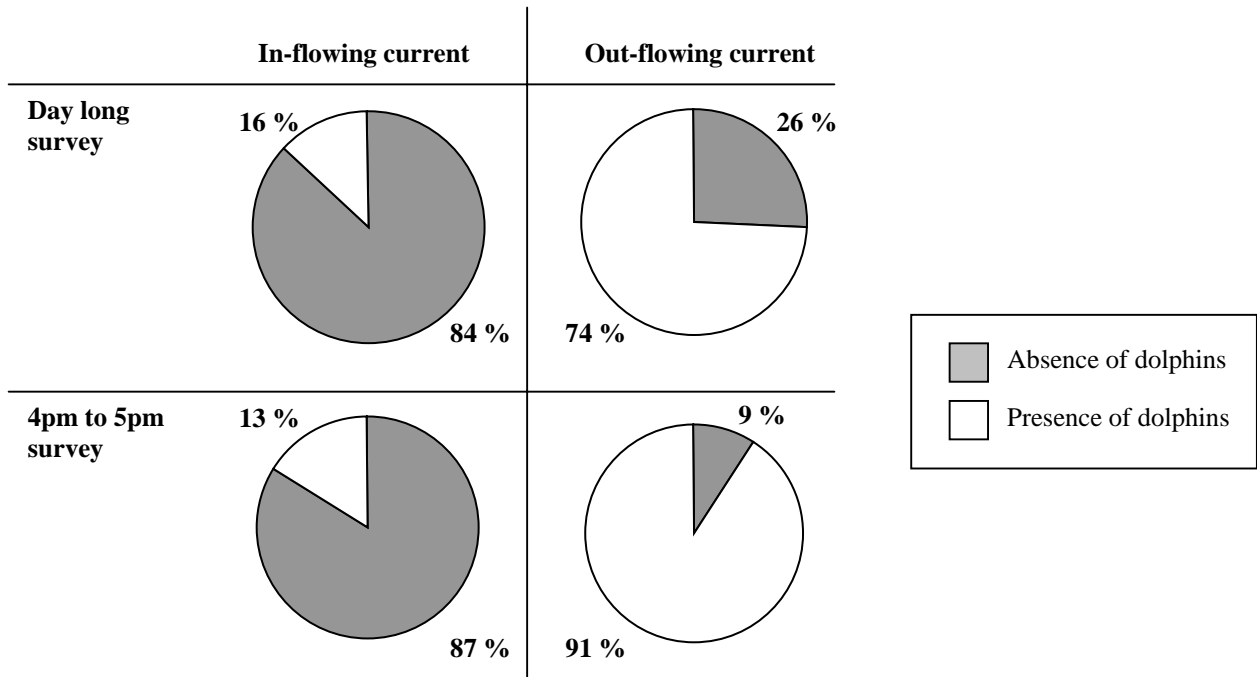 In-flowing current
Out-flowing current
Day long
survey
16 %
84 %
26 %
74 %
4pm to 5pm
survey
13 %
87 %
9 %
91 %
Absence of dolphins
Presence of dolphins